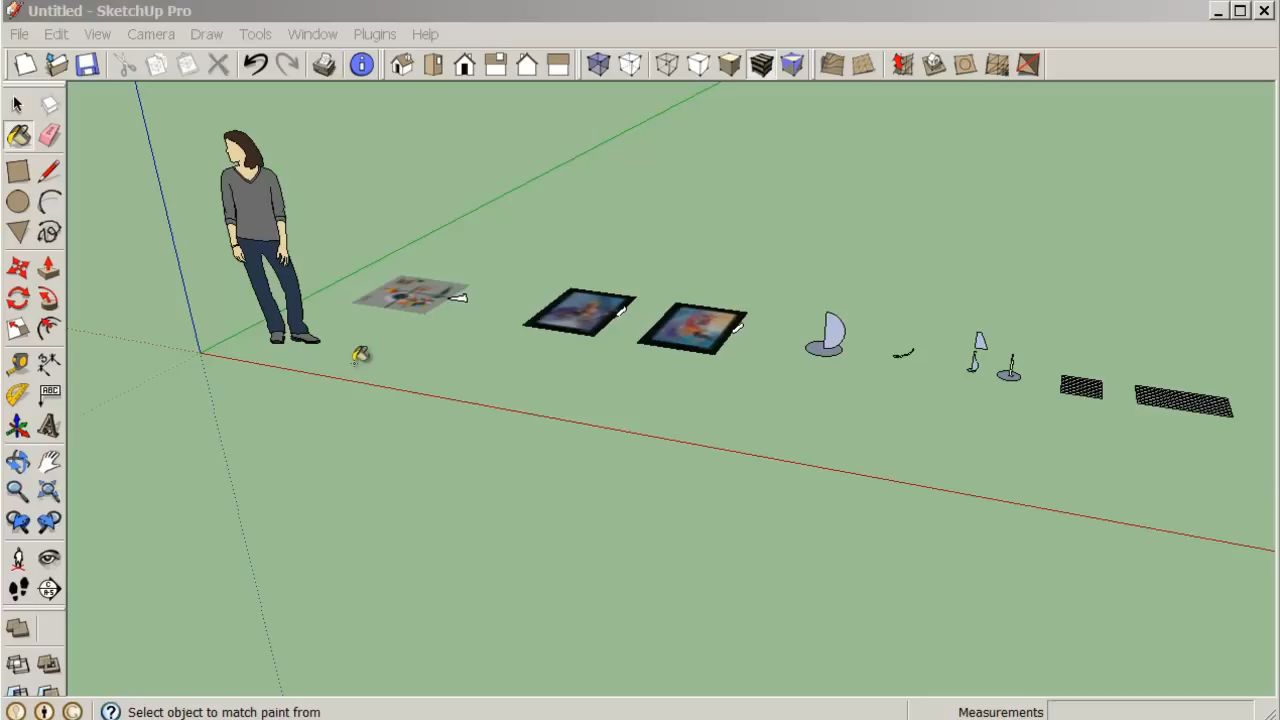 Untitled - SketchUp Pro
File Edit View Camera Draw Tools Window Plugins Help
ABC
Select object to match paint from
Measurements